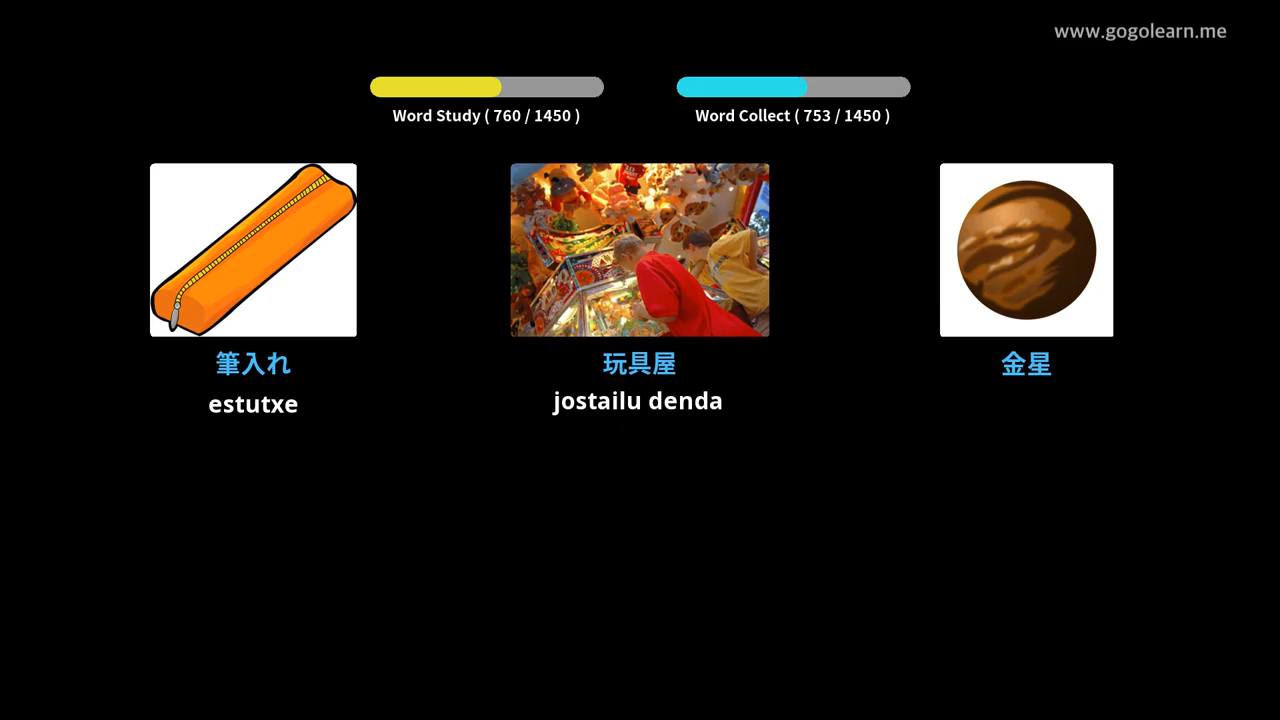 www.gogolearn.me
Word Study ( 760 / 1450 )
Word Collect ( 753 / 1450 )
筆入れ
玩具屋
金星
estutxe
jostailu denda